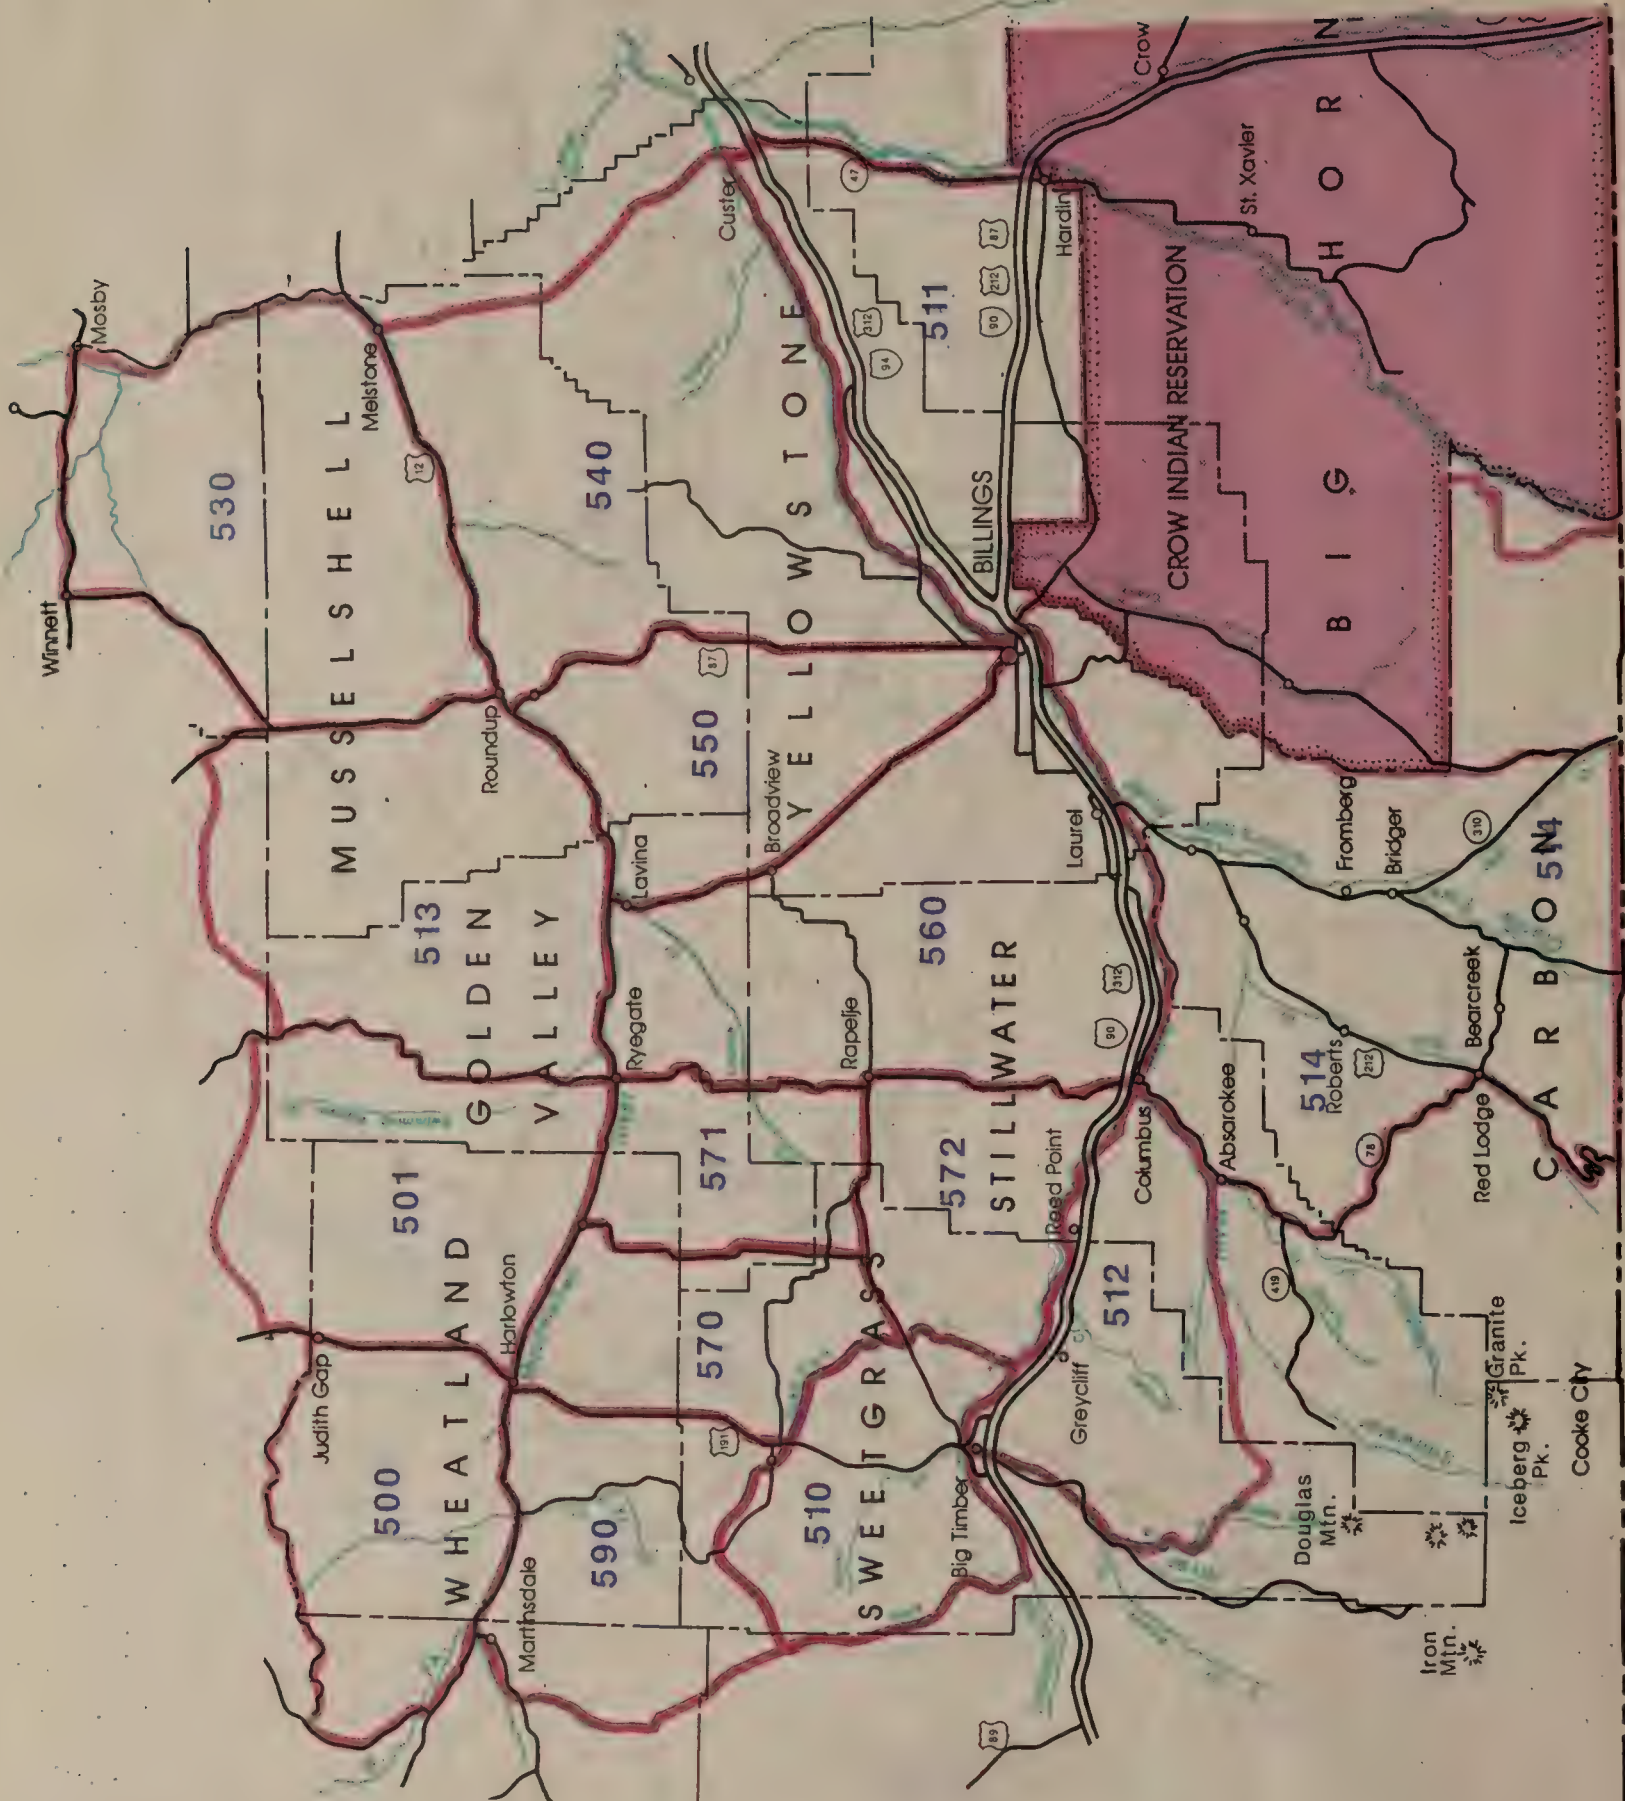 Mosby
Winnett
530
MUSSELSHELL
Melstone
12
540
Custer
47
Crow
Hardin
St. Xavier
87
212
90
511
312
94
YELLOWSTONE
BILLINGS
CROW INDIAN RESERVATION
BIG HORN
Roundup
87
550
Broadview
Lavina
513
GOLDEN
VALLEY
Ryegate
Rapelje
560
STILLWATER
Laurel
312
90
Fromberg
Bridger
310
514
CARBON
Bearcreek
Roberts
212
514
Red Lodge
78
Absarokee
Columbus
Reed Point
572
571
501
WHEATLAND
Harlowton
Judith Gap
500
570
191
SWEETGRASS
510
590
Martinsdale
Big Timber
Greycliff
512
419
Granite
Pk.
Iceberg
Pk.
Cooke City
Douglas
Mtn.
Iron
Mtn.
89